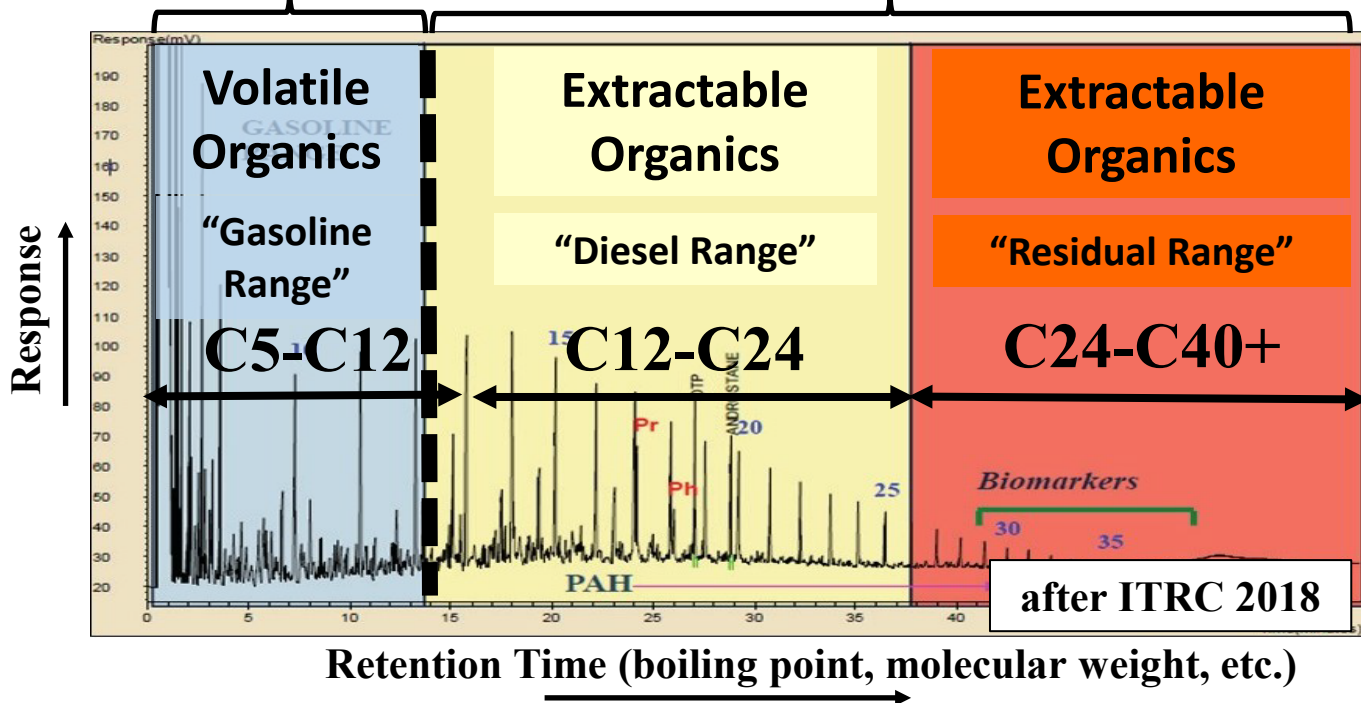 Response(mV)
Volatile
Organics
GASOLINE
Extractable
Organics
Extractable
Organics
“Gasoline
Range”
“Diesel Range”
“Residual Range”
C5-C12
C12-C24
C24-C40+
190
180
170
160
150
140
130
120
110
100
90
80
70
60
50
40
30
20
Response
15
OTP
ANDROSTANE
20
Pr
Ph
25
Biomarkers
30
35
PAH
after ITRC 2018
0
5
10
15
20
25
30
35
40
Retention Time (boiling point, molecular weight, etc.)